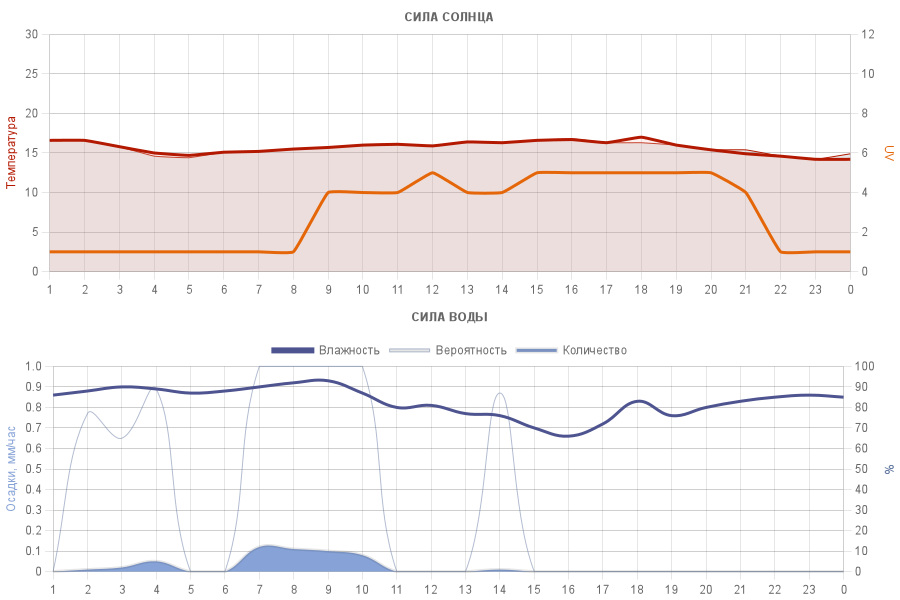 СИЛА СОЛНЦА
30 12
25 10
20 8
15 6
10 4
5 2
0 0
Температура
UV
1 2 3 4 5 6 7 8 9 10 11 12 13 14 15 16 17 18 19 20 21 22 23 0
СИЛА ВОДЫ
Влажность Вероятность Количество
1.0 100
0.9 90
0.8 80
0.7 70
0.6 60
0.5 50
0.4 40
0.3 30
0.2 20
0.1 10
0 0
Осадки, мм/час
%
1 2 3 4 5 6 7 8 9 10 11 12 13 14 15 16 17 18 19 20 21 22 23 0